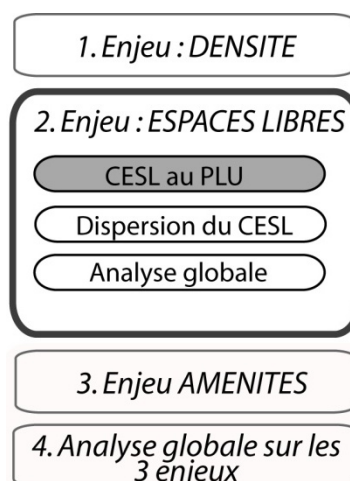 1. Enjeu : DENSITE
2. Enjeu : ESPACES LIBRES
CESL au PLU
Dispersion du CESL
Analyse globale
3. Enjeu AMENITES
4. Analyse globale sur les
3 enjeux